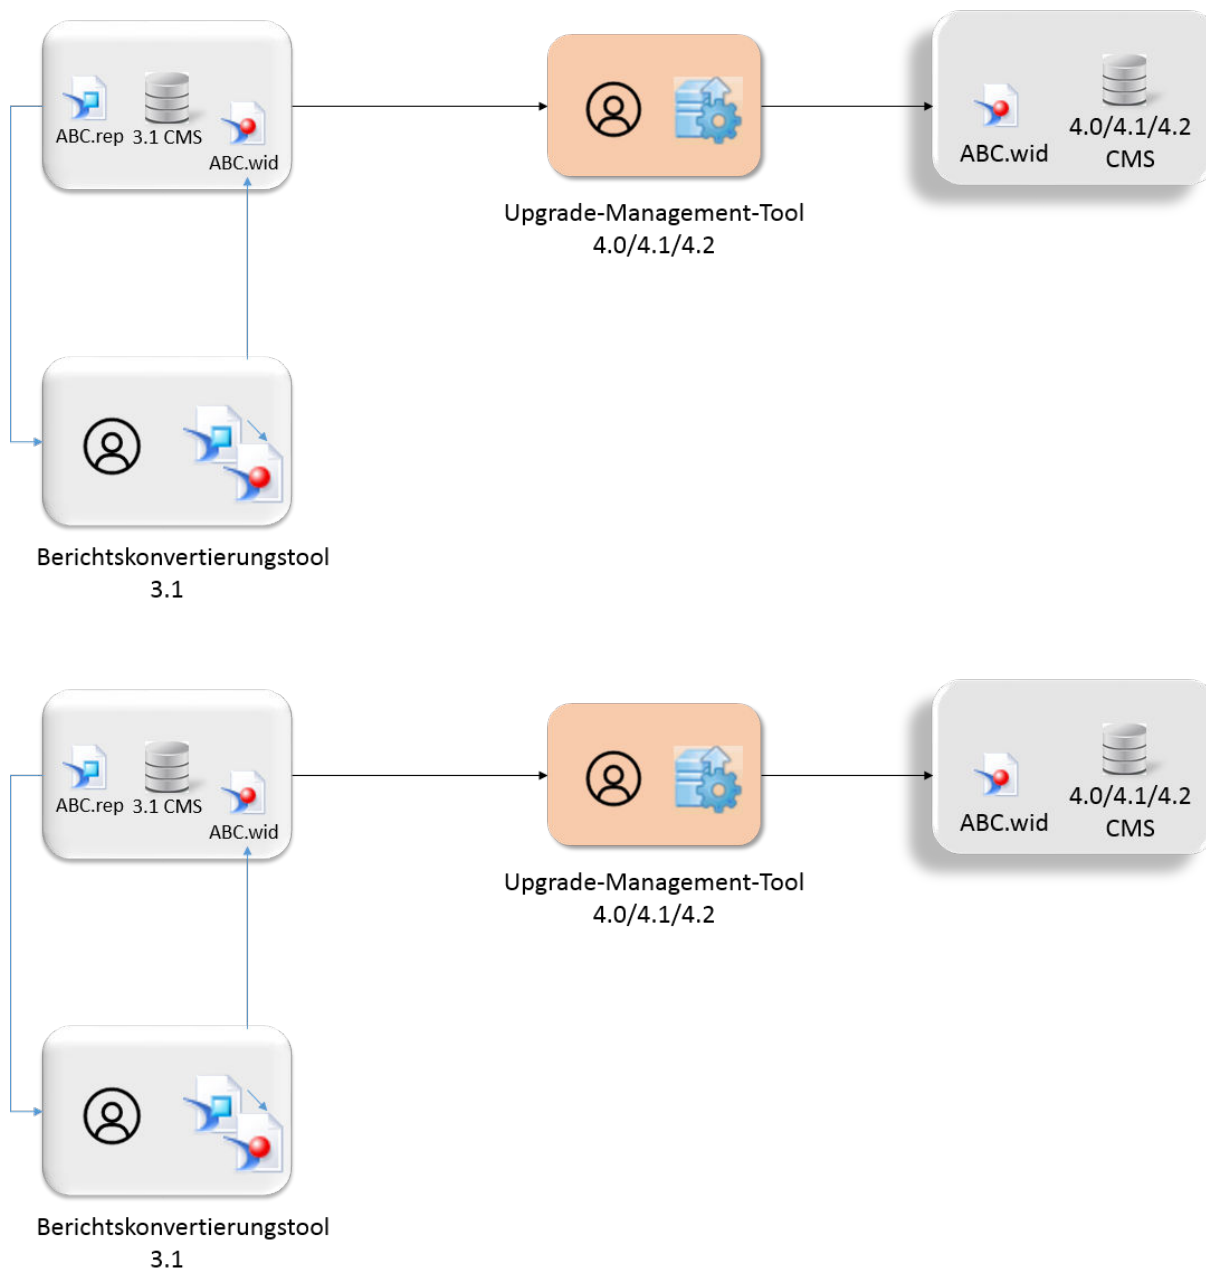 ABC.rep
3.1 CMS
ABC.wid
ABC.wid
4.0/4.1/4.2
CMS
Upgrade-Management-Tool
4.0/4.1/4.2
Berichtskonvertierungstool
3.1
ABC.rep
3.1 CMS
ABC.wid
ABC.wid
4.0/4.1/4.2
CMS
Upgrade-Management-Tool
4.0/4.1/4.2
Berichtskonvertierungstool
3.1